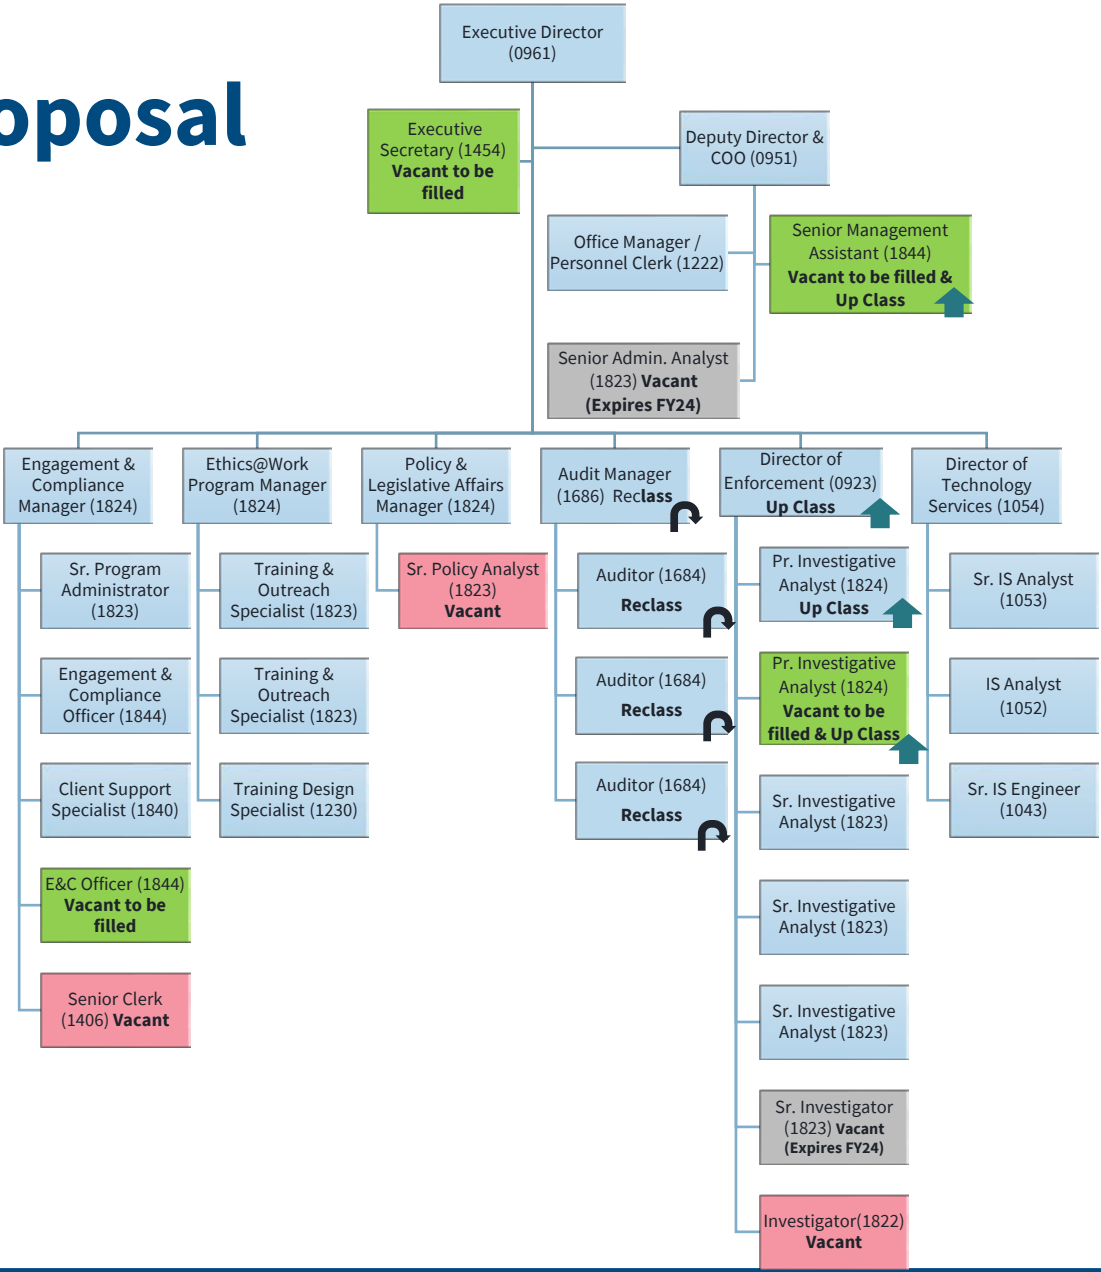 oposal
Executive Director
(0961)
Executive
Secretary (1454)
Vacant to be
filled
Deputy Director &
COO (0951)
Office Manager /
Personnel Clerk (1222)
Senior Management
Assistant (1844)
Vacant to be filled &
Up Class
Senior Admin. Analyst
(1823) Vacant
(Expires FY24)
Engagement &
Compliance
Manager (1824)
Sr. Program
Administrator
(1823)
Engagement &
Compliance
Officer (1844)
Client Support
Specialist (1840)
E&C Officer (1844)
Vacant to be
filled
Senior Clerk
(1406) Vacant
Ethics@Work
Program Manager
(1824)
Training &
Outreach
Specialist (1823)
Training &
Outreach
Specialist (1823)
Training Design
Specialist (1230)
Policy &
Legislative Affairs
Manager (1824)
Sr. Policy Analyst
(1823)
Vacant
Audit Manager
(1686) Reclass
Auditor (1684)
Reclass
Auditor (1684)
Reclass
Auditor (1684)
Reclass
Director of
Enforcement (0923)
Up Class
Pr. Investigative
Analyst (1824)
Up Class
Pr. Investigative
Analyst (1824)
Vacant to be
filled & Up Class
Sr. Investigative
Analyst (1823)
Sr. Investigative
Analyst (1823)
Sr. Investigative
Analyst (1823)
Sr. Investigator
(1823) Vacant
(Expires FY24)
Investigator(1822)
Vacant
Director of
Technology
Services (1054)
Sr. IS Analyst
(1053)
IS Analyst
(1052)
Sr. IS Engineer
(1043)